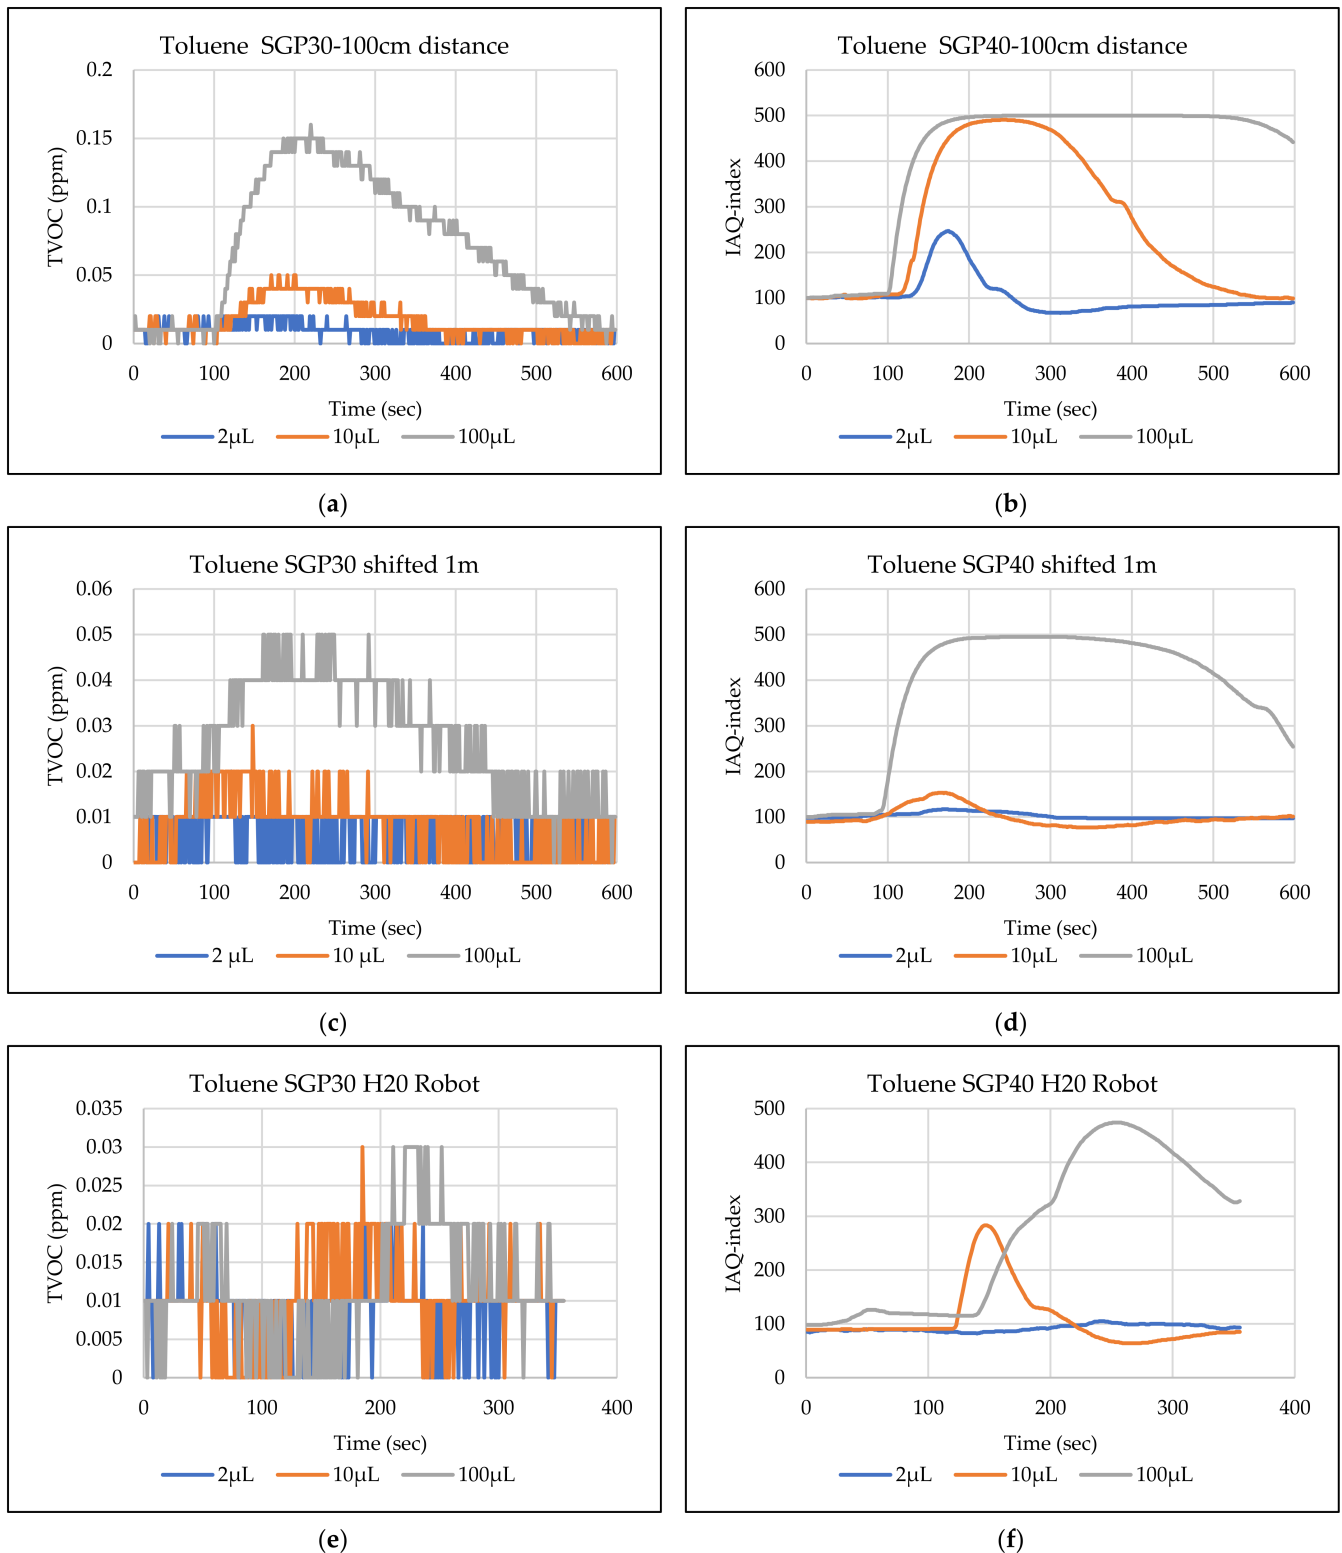 Toluene SGP30-100cm distance
0.2
0.15
0.1
0.05
0
TVOC (ppm)
0 100 200 300 400 500 600
Time (sec)
2µL 10µL 100µL
(a)
Toluene SGP40-100cm distance
600
500
400
300
200
100
0
IAQ-index
0 100 200 300 400 500 600
Time (sec)
2µL 10µL 100µL
(b)
Toluene SGP30 shifted 1m
0.06
0.05
0.04
0.03
0.02
0.01
0
TVOC (ppm)
0 100 200 300 400 500 600
Time (sec)
2 µL 10 µL 100µL
(c)
Toluene SGP40 shifted 1m
600
500
400
300
200
100
0
IAQ-index
0 100 200 300 400 500 600
Time (sec)
2µL 10µL 100µL
(d)
Toluene SGP30 H20 Robot
0.035
0.03
0.025
0.02
0.015
0.01
0.005
0
TVOC (ppm)
0 100 200 300 400
Time (sec)
2µL 10µL 100µL
(e)
Toluene SGP40 H20 Robot
500
400
300
200
100
0
IAQ-index
0 100 200 300 400
Time (sec)
2µL 10µL 100µL
(f)